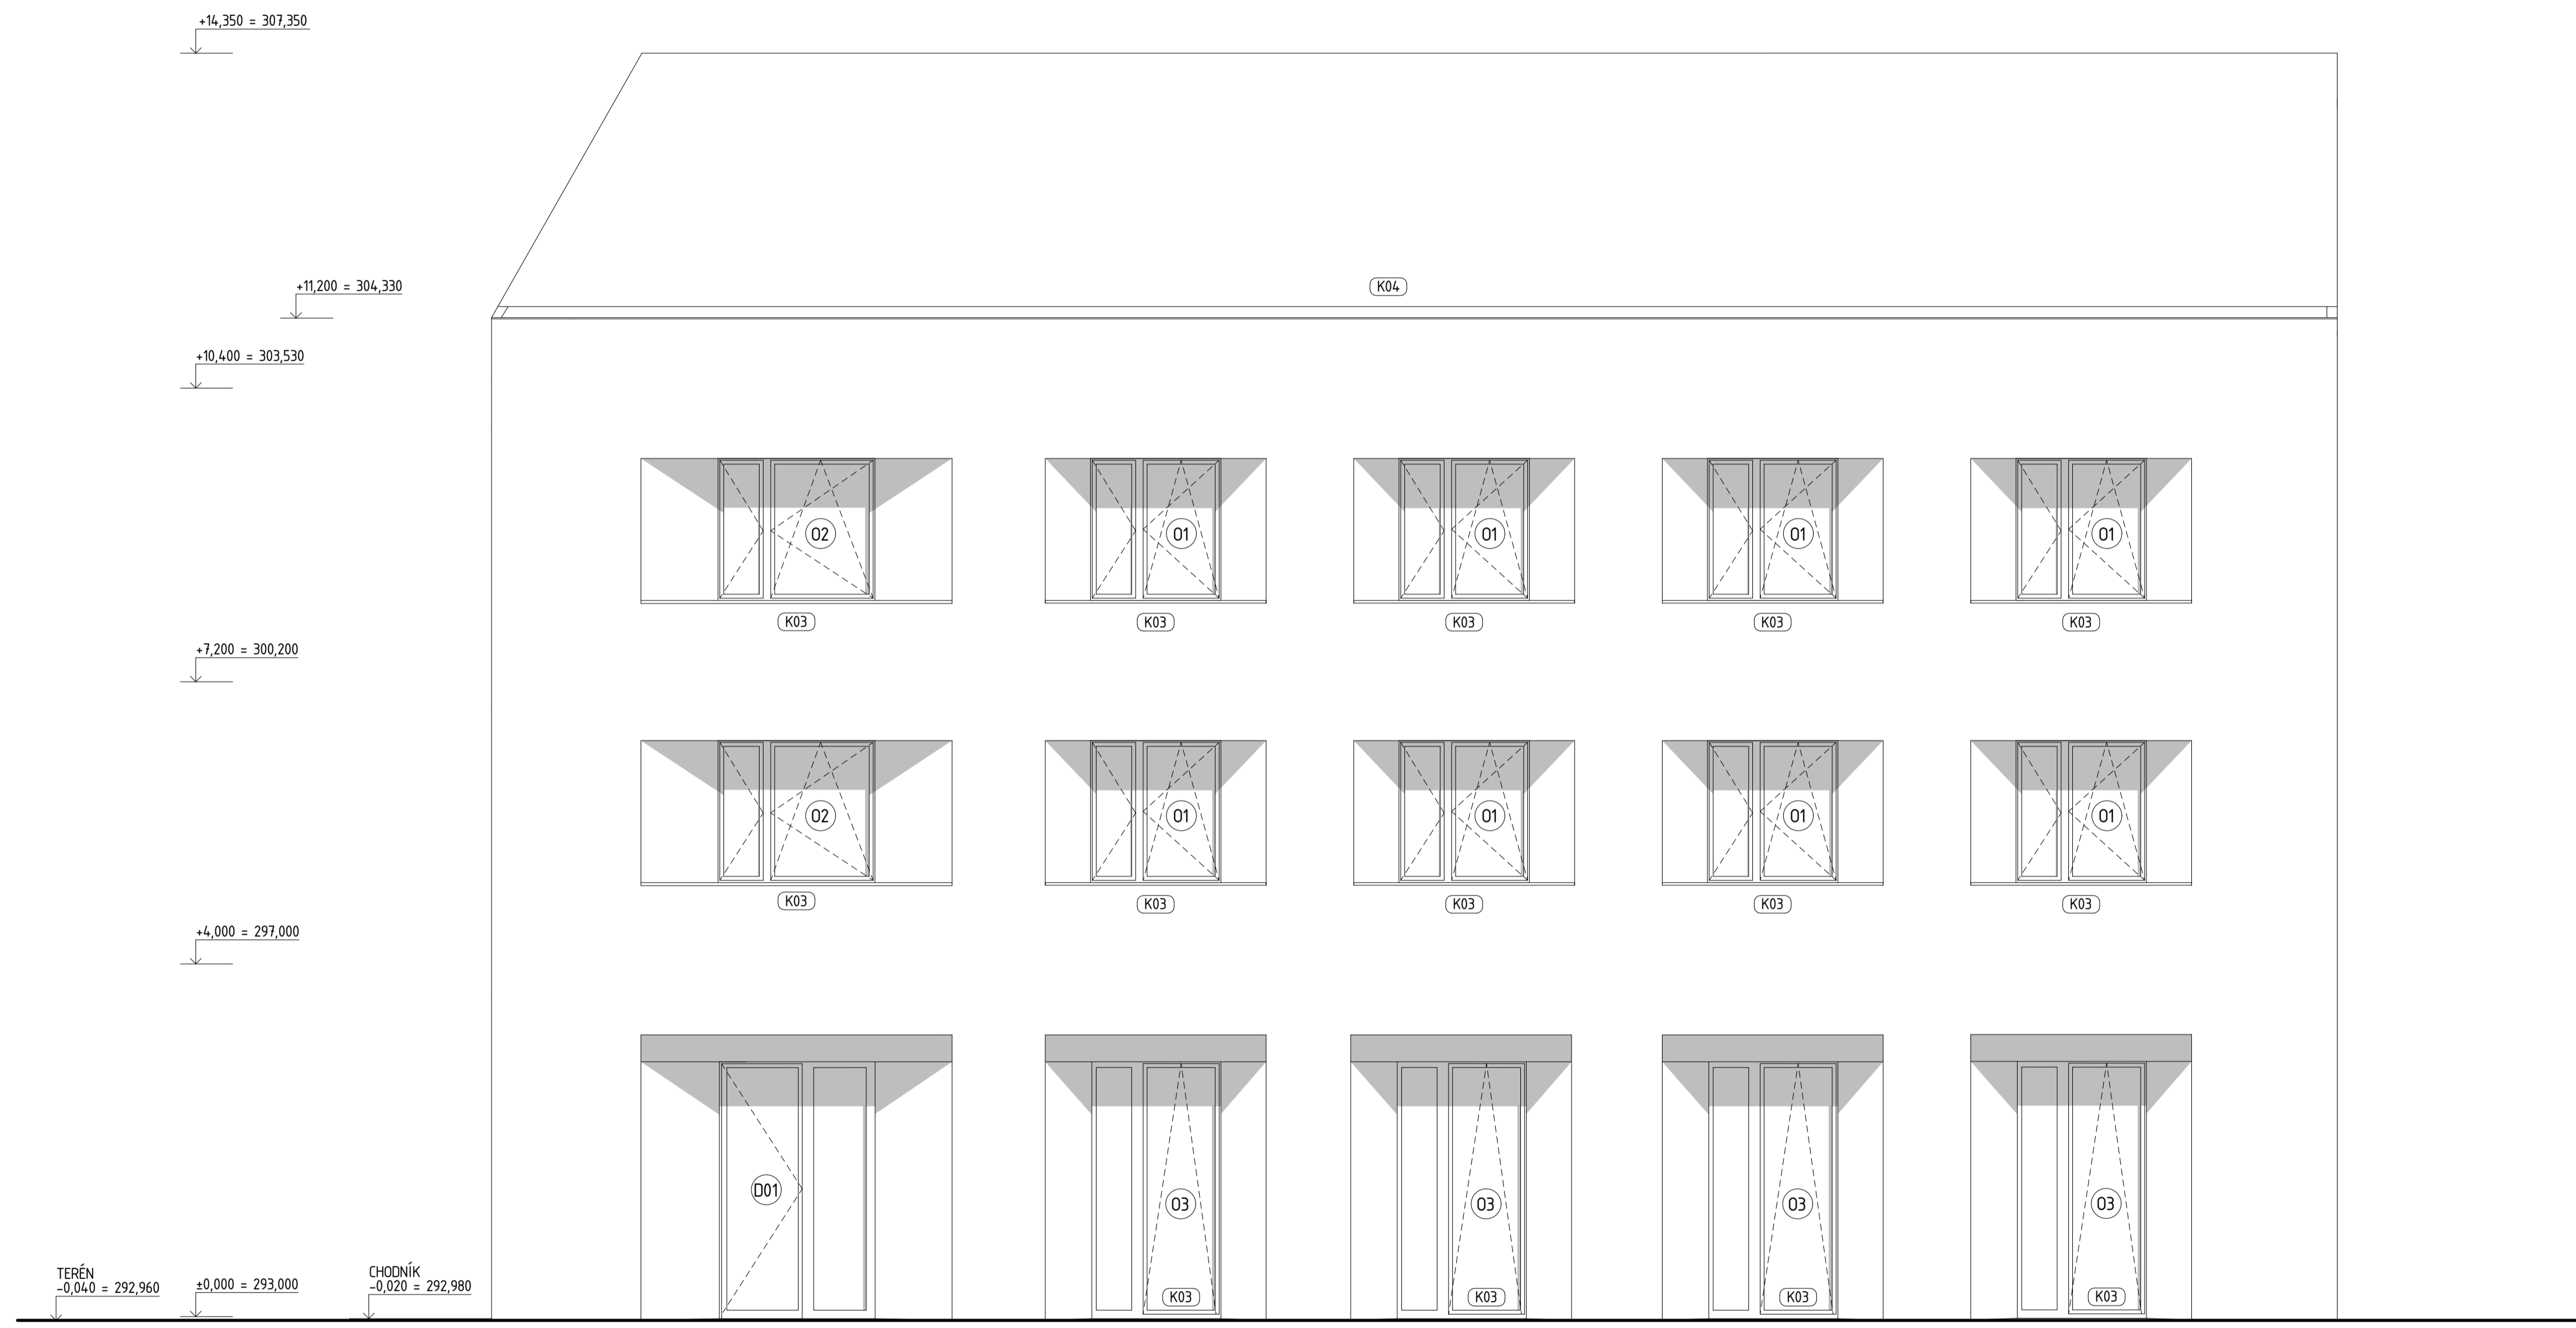 +14,350 = 307,350
K04
+11,200 = 304,330
+10,400 = 303,530
O2 O1 O1 O1 O1
K03 K03 K03 K03 K03
+7,200 = 300,200
O2 O1 O1 O1 O1
K03 K03 K03 K03 K03
+4,000 = 297,000
D01 O3 O3 O3 O3
K03 K03 K03 K03
TERÉN
-0,040 = 292,960
±0,000 = 293,000
CHODNÍK
-0,020 = 292,980